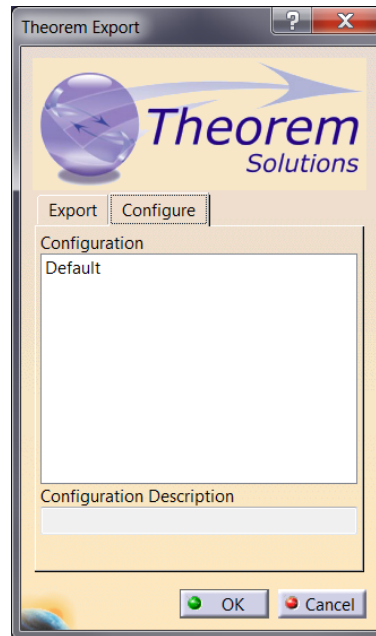 Theorem Export
?
X
Theorem
Solutions
Export Configure
Configuration
Default
Configuration Description
OK Cancel